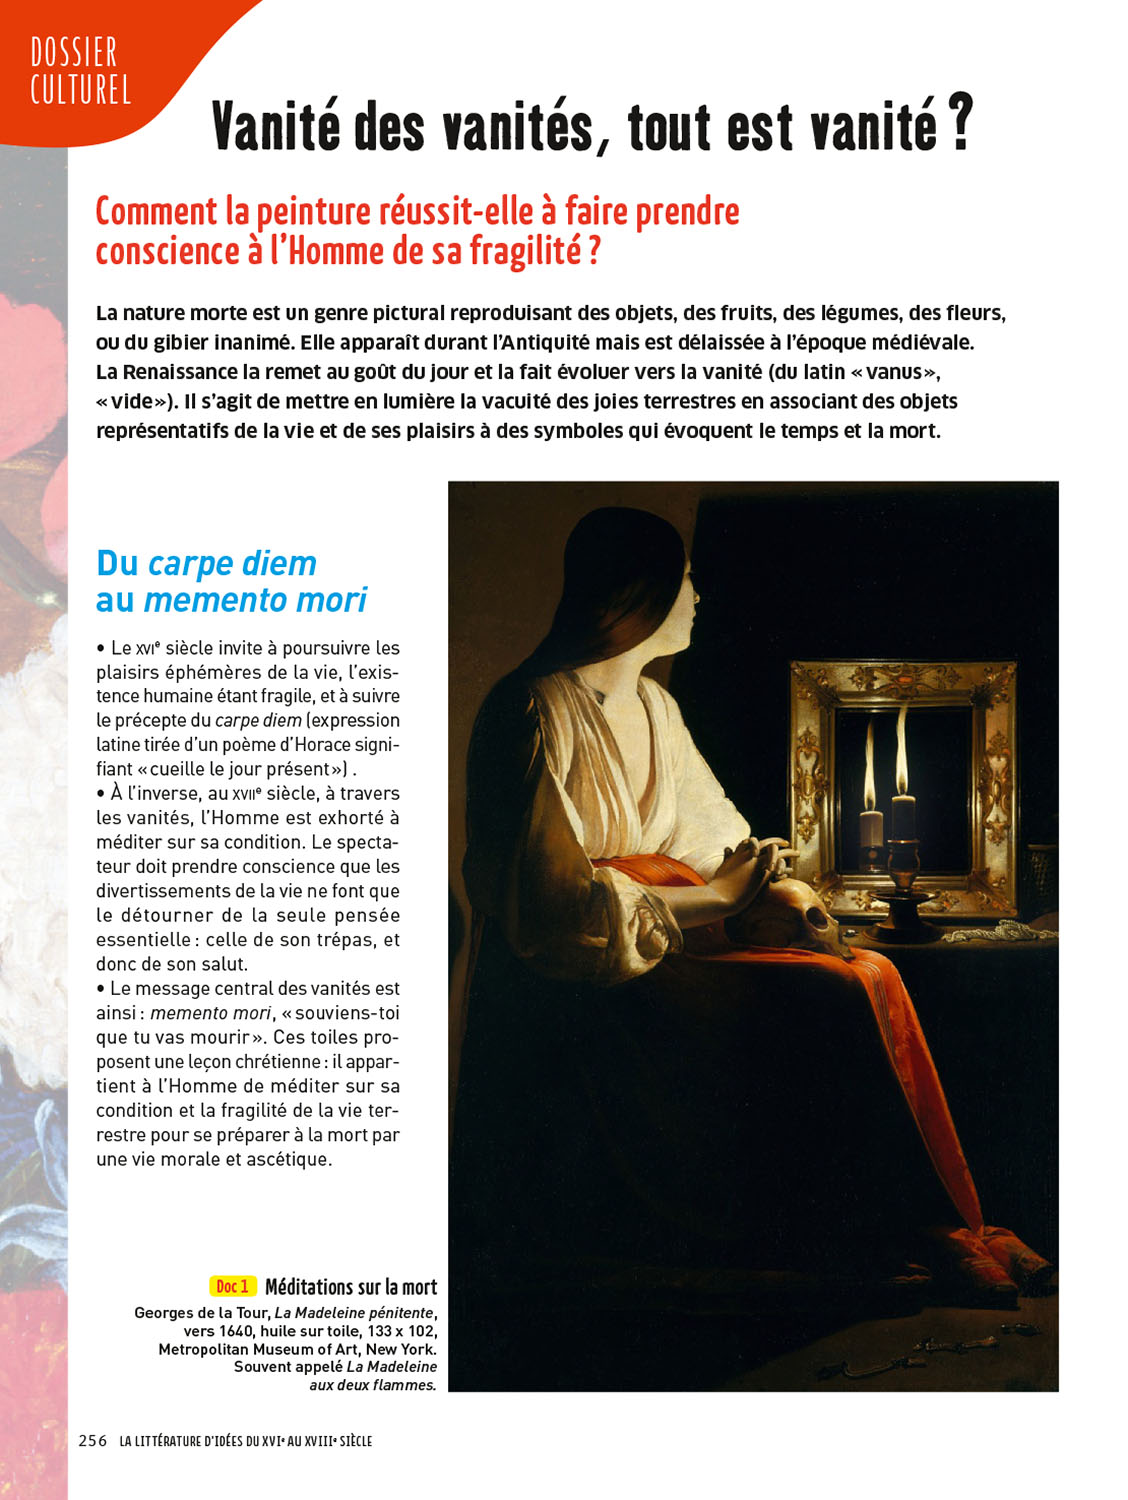 DOSSIER
CULTUREL
Vanité des vanités, tout est vanité ?
Comment la peinture réussit-elle à faire prendre
conscience à l'Homme de sa fragilité ?
La nature morte est un genre pictural reproduisant des objets, des fruits, des légumes, des fleurs,
ou du gibier inanimé. Elle apparaît durant l'Antiquité mais est délaissée à l'époque médiévale.
La Renaissance la remet au goût du jour et la fait évoluer vers la vanité (du latin « vanus »,
« vide »). Il s'agit de mettre en lumière la vacuité des joies terrestres en associant des objets
représentatifs de la vie et de ses plaisirs à des symboles qui évoquent le temps et la mort.
Du carpe diem
au memento mori
• Le XVIe siècle invite à poursuivre les
plaisirs éphémères de la vie, l'exis-
tence humaine étant fragile, et à suivre
le précepte du carpe diem (expression
latine tirée d'un poème d'Horace signi-
fiant « cueille le jour présent ») .
• À l'inverse, au XVIIe siècle, à travers
les vanités, l'Homme est exhorté à
méditer sur sa condition. Le specta-
teur doit prendre conscience que les
divertissements de la vie ne font que
le détourner de la seule pensée
essentielle : celle de son trépas, et
donc de son salut.
• Le message central des vanités est
ainsi : memento mori, « souviens-toi
que tu vas mourir ». Ces toiles pro-
posent une leçon chrétienne : il appar-
tient à l'Homme de méditer sur sa
condition et la fragilité de la vie ter-
restre pour se préparer à la mort par
une vie morale et ascétique.
Doc 1 Méditations sur la mort
Georges de la Tour, La Madeleine pénitente,
vers 1640, huile sur toile, 133 x 102,
Metropolitan Museum of Art, New York.
Souvent appelé La Madeleine
aux deux flammes.
256 LA LITTÉRATURE D'IDÉES DU XVIe AU XVIIIe SIÈCLE